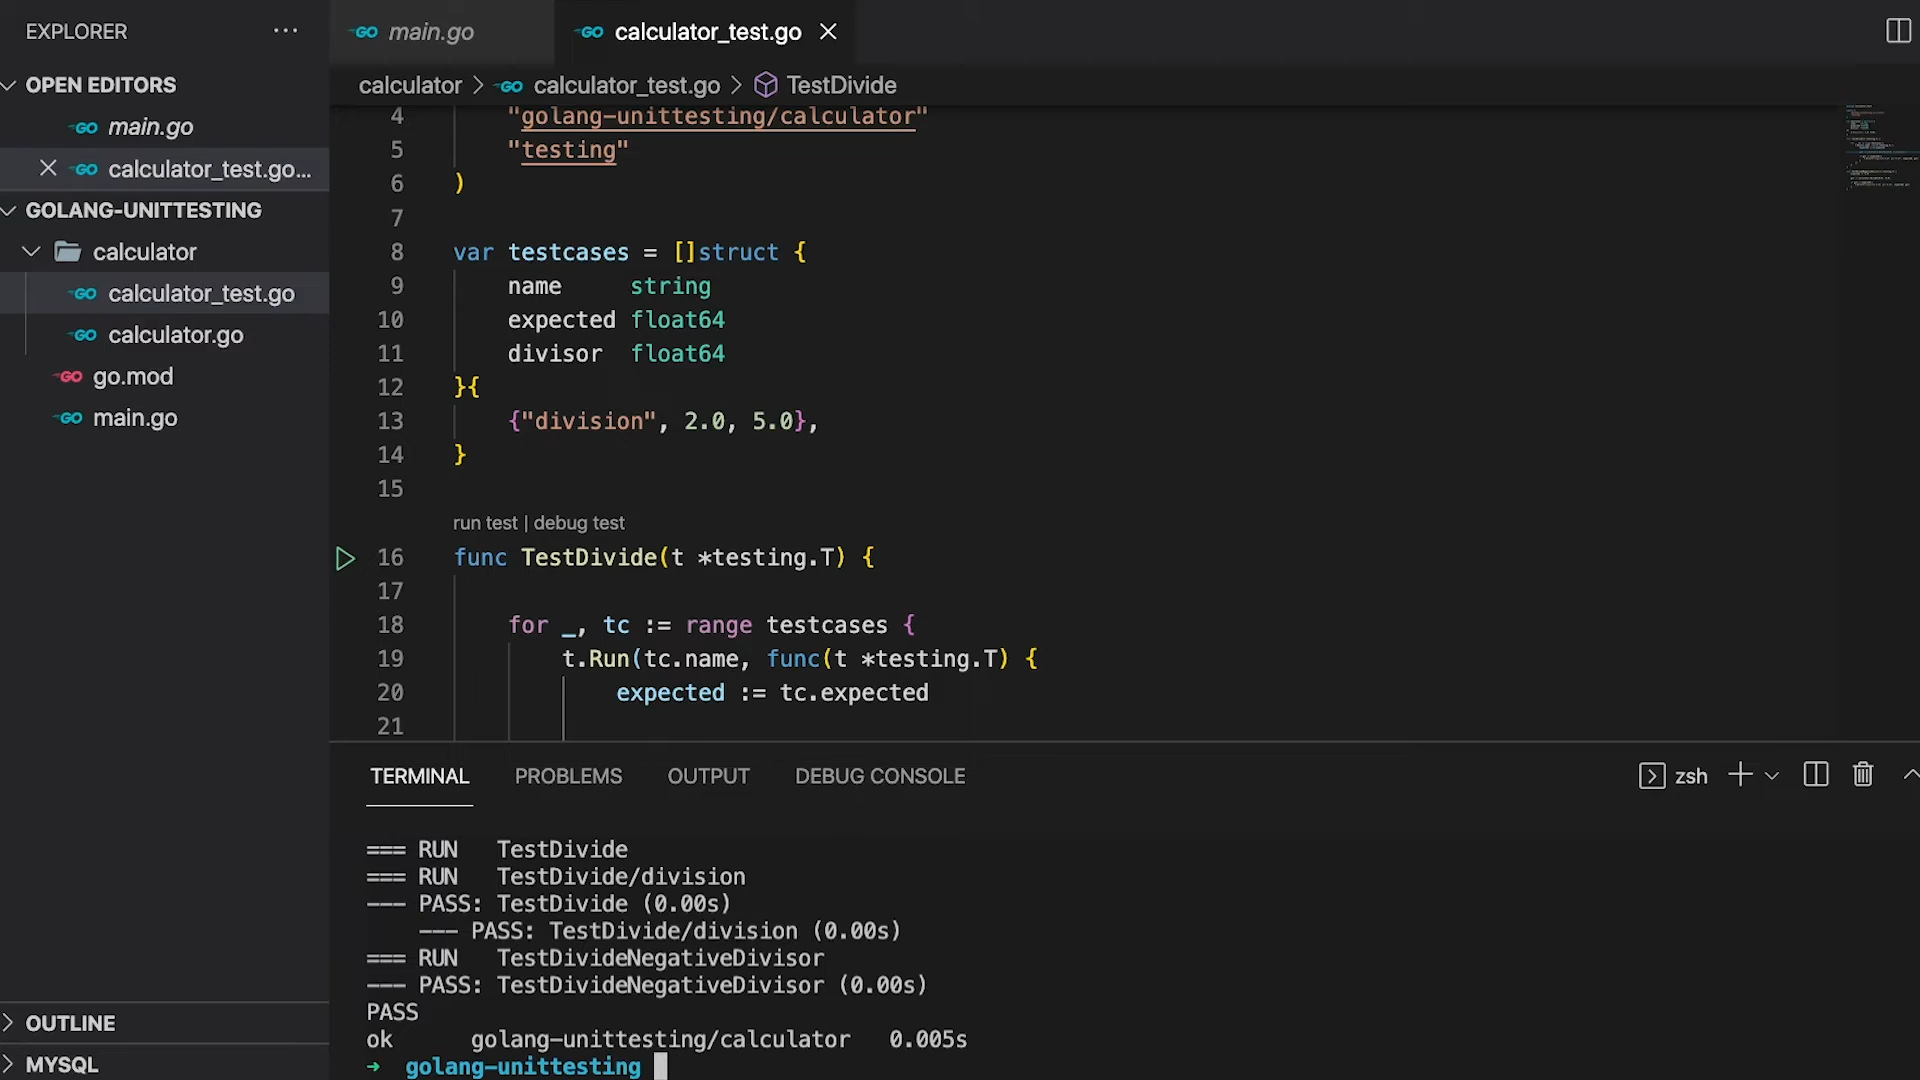 EXPLORER
OPEN EDITORS
main.go
calculator_test.go...
GOLANG-UNITTESTING
calculator
calculator_test.go
calculator.go
go.mod
main.go
OUTLINE
MYSQL
main.go
calculator_test.go
calculator > calculator_test.go > TestDivide
4 "golang-unittesting/calculator"
5 "testing"
6 )
7
8 var testcases = []struct {
9 name string
10 expected float64
11 divisor float64
12 }{
13 {"division", 2.0, 5.0},
14 }
15
run test | debug test
16 func TestDivide(t *testing.T) {
17
18 for _, tc := range testcases {
19 t.Run(tc.name, func(t *testing.T) {
20 expected := tc.expected
21
TERMINAL PROBLEMS OUTPUT DEBUG CONSOLE zsh
=== RUN TestDivide
=== RUN TestDivide/division
--- PASS: TestDivide (0.00s)
--- PASS: TestDivide/division (0.00s)
=== RUN TestDivideNegativeDivisor
--- PASS: TestDivideNegativeDivisor (0.00s)
PASS
ok golang-unittesting/calculator 0.005s
→ golang-unittesting